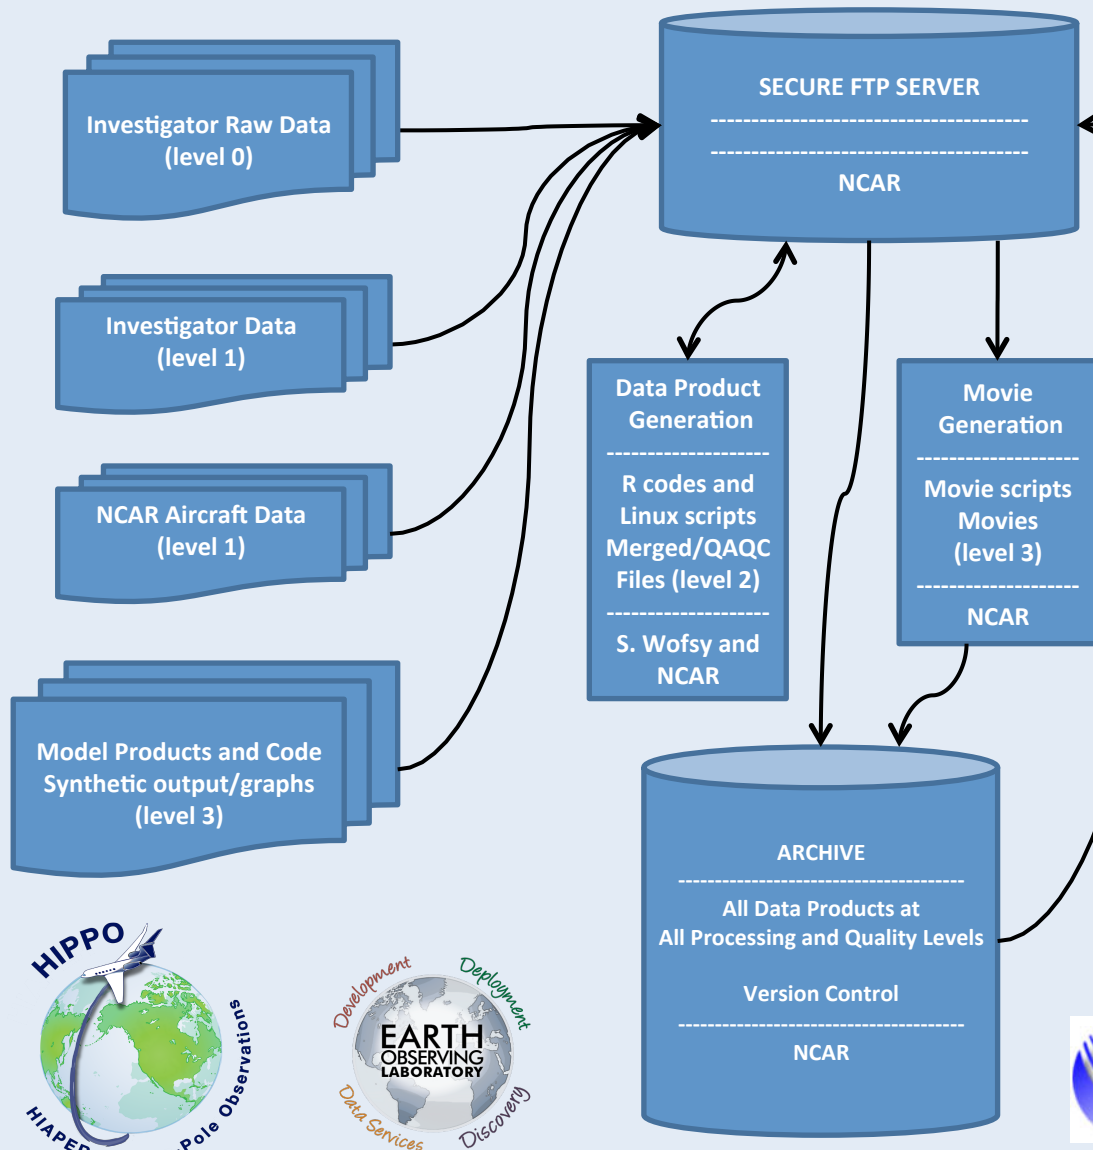 Investigator Raw Data
(level 0)
Investigator Data
(level 1)
NCAR Aircraft Data
(level 1)
Model Products and Code
Synthetic output/graphs
(level 3)
SECURE FTP SERVER
---------------------------------------
---------------------------------------
NCAR
Data Product
Generation
--------------------
R codes and
Linux scripts
Merged/QAQC
Files (level 2)
--------------------
S. Wofsy and
NCAR
Movie
Generation
--------------------
Movie scripts
Movies
(level 3)
--------------------
NCAR
ARCHIVE
---------------------------------------
All Data Products at
All Processing and Quality Levels
Version Control
---------------------------------------
NCAR
HIPPO
Observations
Development
Deployment
EARTH
OBSERVING
LABORATORY
Data Services
Discovery